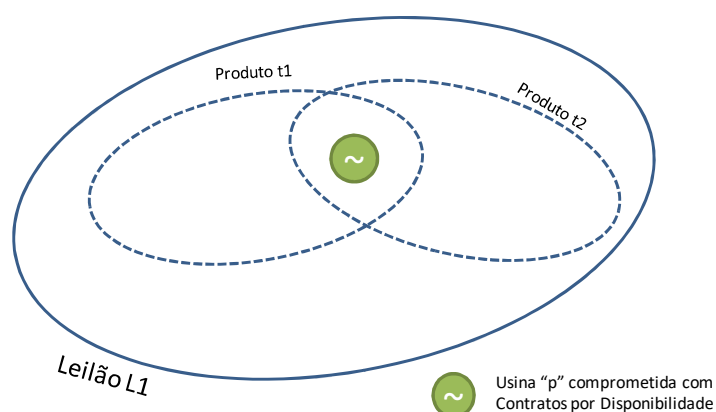 Produto t1
Produto t2
~
Leilão L1
~
Usina “p” comprometida com
Contratos por Disponibilidade